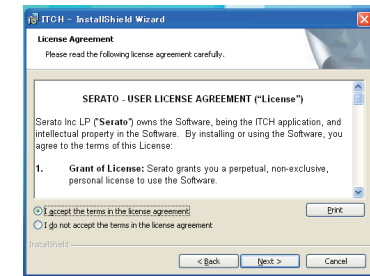 ITCH - InstallShield Wizard
License Agreement
Please read the following license agreement carefully.
SERATO - USER LICENSE AGREEMENT ("License")
Serato Inc LP ("Serato") owns the Software, being the ITCH application, and
intellectual property in the Software. By installing or using the Software, you
agree to the terms of this License:
1. Grant of License: Serato grants you a perpetual, non-exclusive,
personal license to use the Software.
I accept the terms in the license agreement
Print
I do not accept the terms in the license agreement
InstallShield
< Back Next > Cancel